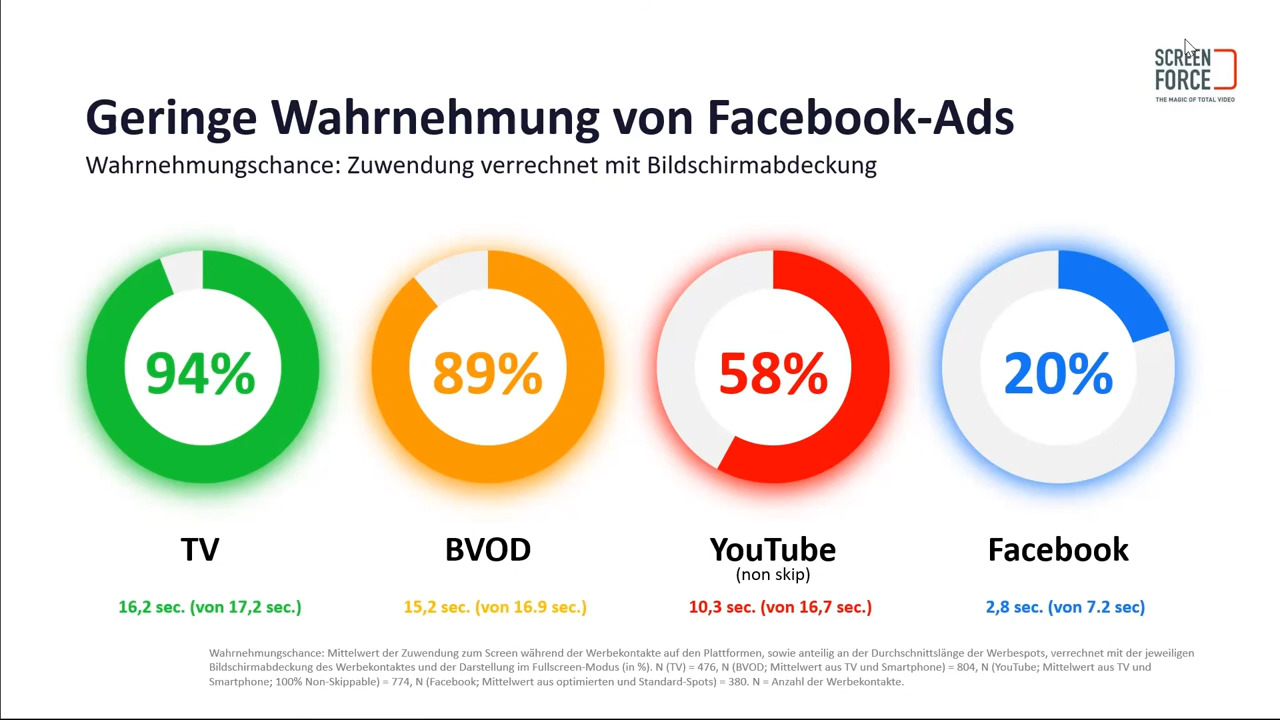 SCREEN
FORCE
THE MAGIC OF TOTAL VIDEO
Geringe Wahrnehmung von Facebook-Ads
Wahrnehmungschance: Zuwendung verrechnet mit Bildschirmabdeckung
94%
89%
58%
20%
TV
BVOD
YouTube
Facebook
(non skip)
16,2 sec. (von 17,2 sec.)
15,2 sec. (von 16.9 sec.)
10,3 sec. (von 16,7 sec.)
2,8 sec. (von 7.2 sec)
Wahrnehmungschance: Mittelwert der Zuwendung zum Screen während der Werbekontakte auf den Plattformen, sowie anteilig an der Durchschnittslänge der Werbespots, verrechnet mit der jeweiligen
Bildschirmabdeckung des Werbekontaktes und der Darstellung im Fullscreen-Modus (in %). N (TV) = 476, N (BVOD; Mittelwert aus TV und Smartphone) = 804, N (YouTube; Mittelwert aus TV und
Smartphone; 100% Non-Skippable) = 774, N (Facebook; Mittelwert aus optimierten und Standard-Spots) = 380. N = Anzahl der Werbekontakte.